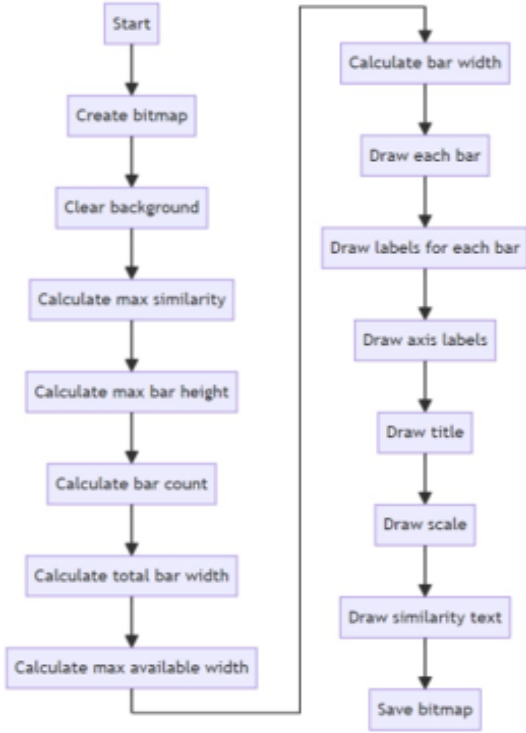 Start
Create bitmap
Clear background
Calculate max similarity
Calculate max bar height
Calculate bar count
Calculate total bar width
Calculate max available width
Calculate bar width
Draw each bar
Draw labels for each bar
Draw axis labels
Draw title
Draw scale
Draw similarity text
Save bitmap